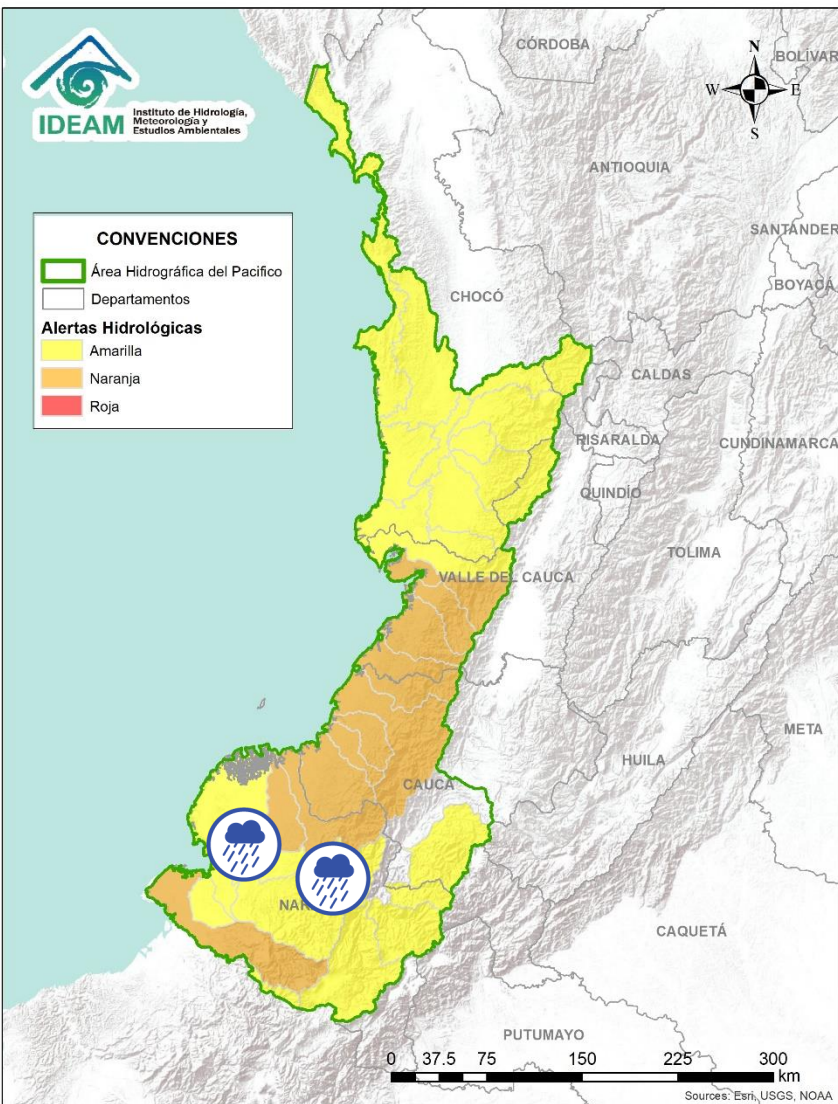 IDEAM
Instituto de Hidrología,
Meteorología y
Estudios Ambientales
CÓRDOBA
BOLÍVAR
N
W
E
S
ANTIOQUIA
SANTANDER
BOYACÁ
CONVENCIONES
Área Hidrográfica del Pacifico
Departamentos
Alertas Hidrológicas
Amarilla
Naranja
Roja
CHOCÓ
CALDAS
RISARALDA
CUNDINAMARCA
QUINDÍO
TOLIMA
VALLE DEL CAUCA
META
HUILA
CAUCA
NAR
CAQUETÁ
PUTUMAYO
0 37.5 75 150 225 300
km
Sources: Esri, USGS, NOAA